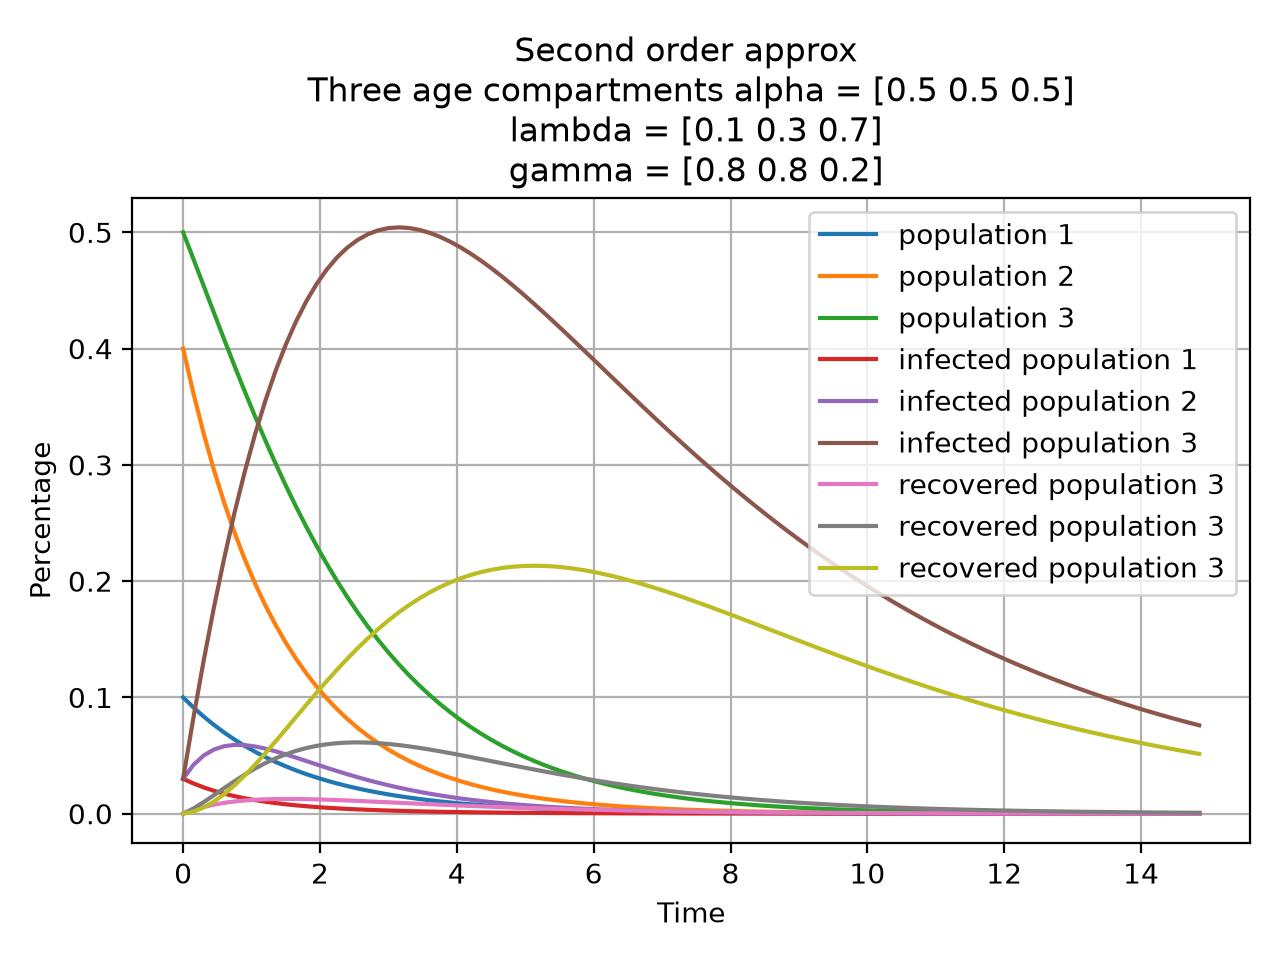 Second order approx
Three age compartments alpha = [0.5 0.5 0.5]
lambda = [0.1 0.3 0.7]
gamma = [0.8 0.8 0.2]
0.5
0.4
0.3
0.2
0.1
0.0
Percentage
population 1
population 2
population 3
infected population 1
infected population 2
infected population 3
recovered population 3
recovered population 3
recovered population 3
0 2 4 6 8 10 12 14
Time